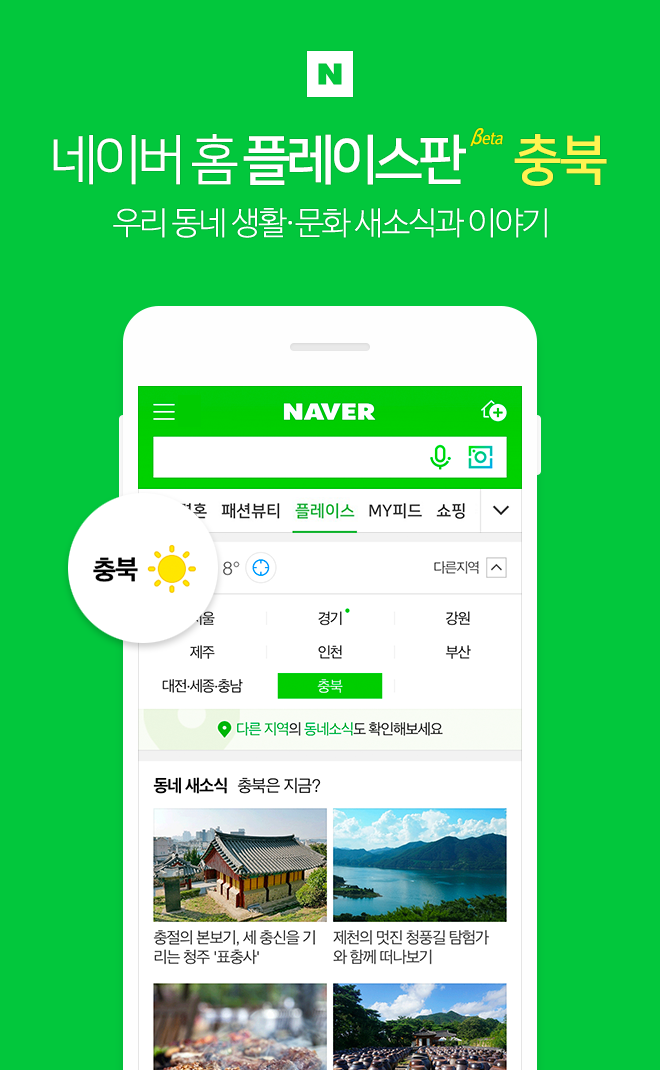 N
네이버 홈 플레이스판 βeta 충북
우리 동네 생활·문화 새소식과 이야기
NAVER
패션뷰티 플레이스 MY피드 쇼핑
충북
8° 다른지역
경기 강원
제주 인천 부산
대전·세종·충남 충북
다른 지역의 동네소식도 확인해보세요
동네 새소식 충북은 지금?
충절의 본보기, 세 충신을 기
리는 청주 '표충사'
제천의 멋진 청풍길 탐험가
와 함께 떠나보기